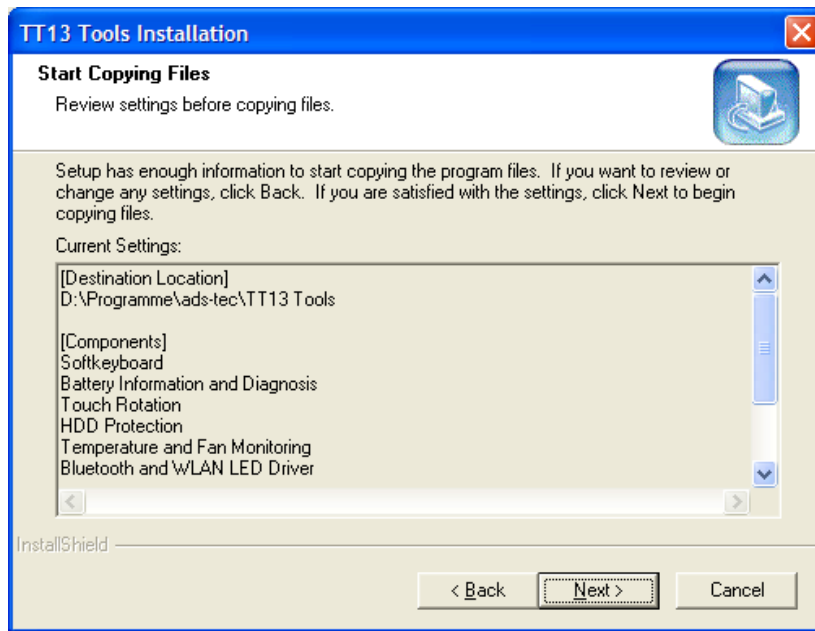 TT13 Tools Installation
Start Copying Files
Review settings before copying files.
Setup has enough information to start copying the program files. If you want to review or
change any settings, click Back. If you are satisfied with the settings, click Next to begin
copying files.
Current Settings:
[Destination Location]
D:\Programme\ads-tec\TT13 Tools
[Components]
Softkeyboard
Battery Information and Diagnosis
Touch Rotation
HDD Protection
Temperature and Fan Monitoring
Bluetooth and WLAN LED Driver
InstallShield
< Back Next > Cancel